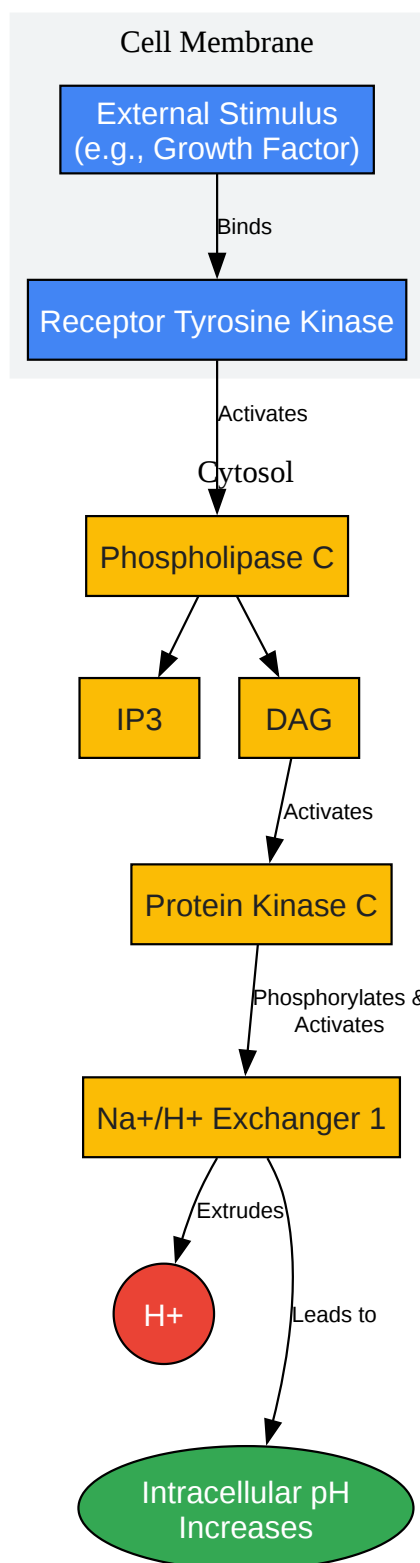 Cell Membrane
External Stimulus
(e.g., Growth Factor)
Binds
Receptor Tyrosine Kinase
Activates
Cytosol
Phospholipase C
IP3
DAG
Activates
Protein Kinase C
Phosphorylates &
Activates
Na+/H+ Exchanger 1
Extrudes
H+
Leads to
Intracellular pH
Increases